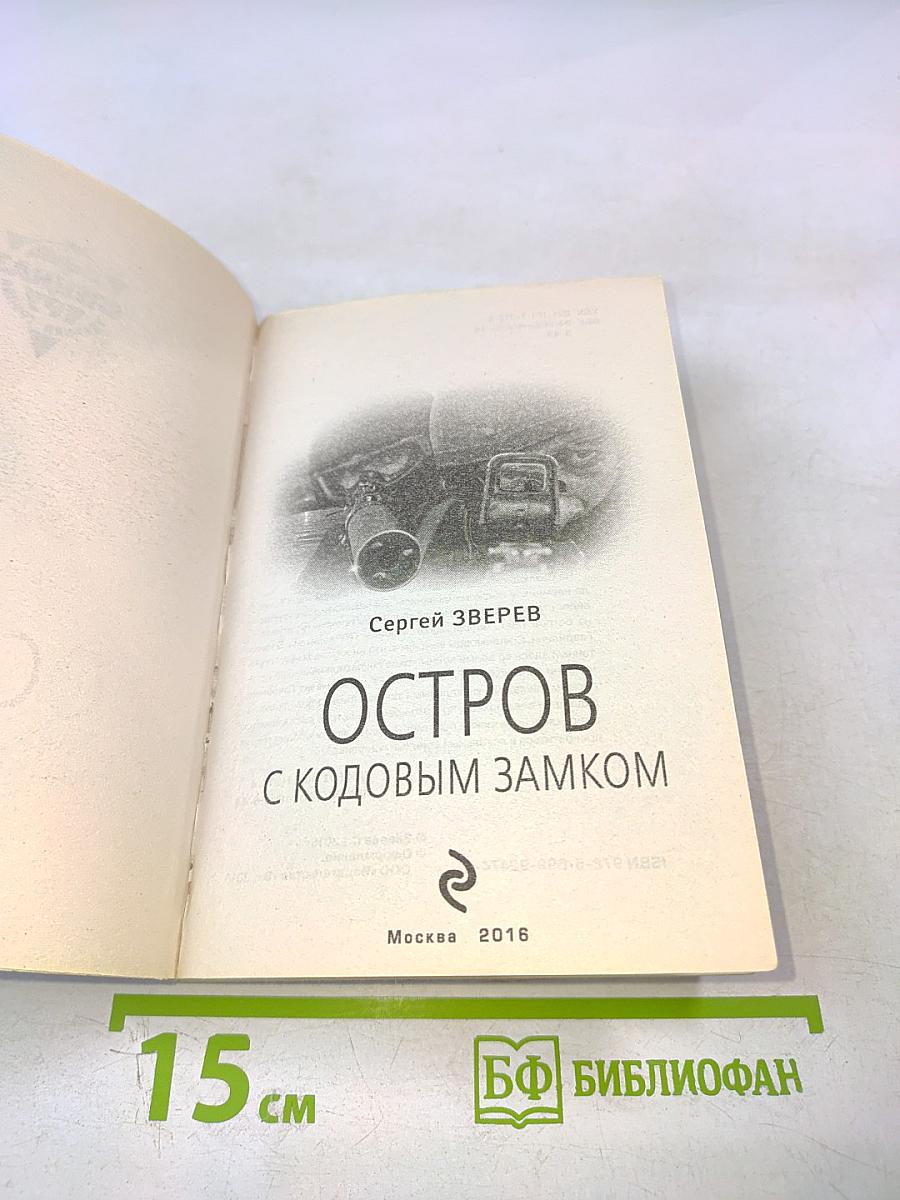 Сергей ЗВЕРЕВ
ОСТРОВ
С КОДОВЫМ ЗАМКОМ
Москва 2016
15 см
БФ БИБЛИОФАН